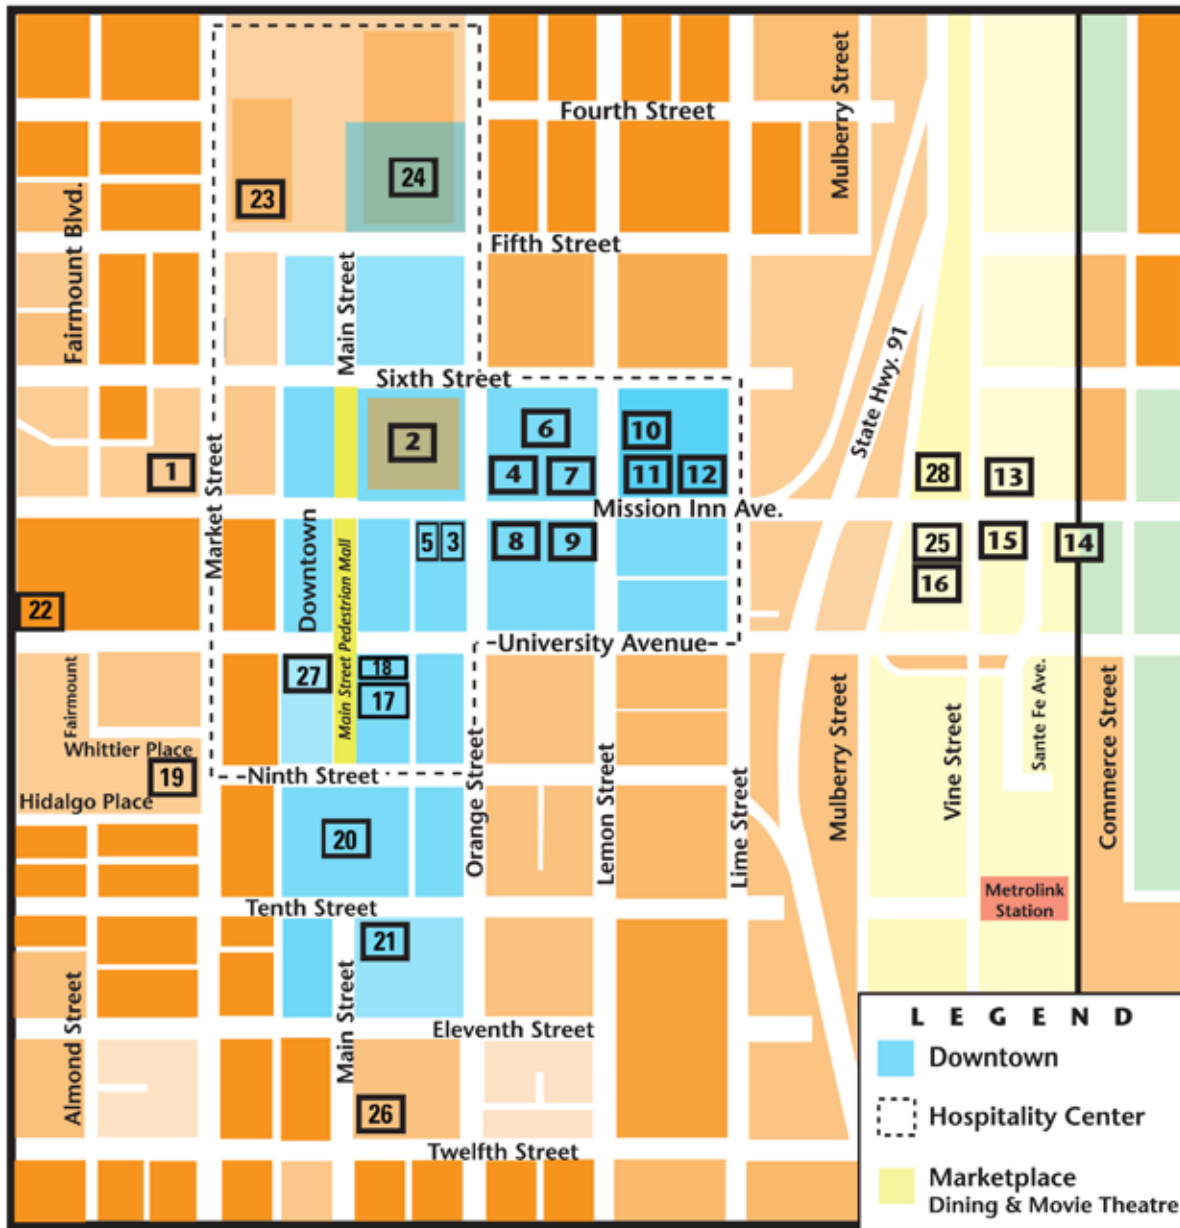 Fourth Street
Mulberry Street
24
23
Fairmount Blvd.
Fifth Street
Main Street
State Hwy. 91
Sixth Street
Market Street
1
2
6
10
4
7
11
12
28
13
Mission Inn Ave.
Downtown
Main Street Pedestrian Mall
5
3
8
9
25
15
14
16
22
University Avenue
27
18
17
Fairmount
Whittier Place
19
Hidalgo Place
Ninth Street
Orange Street
Lemon Street
Lime Street
Mulberry Street
Vine Street
Sante Fe Ave.
Commerce Street
20
Metrolink
Station
Tenth Street
21
Almond Street
Main Street
Eleventh Street
26
Twelfth Street
LEGEND
Downtown
Hospitality Center
Marketplace
Dining & Movie Theatre